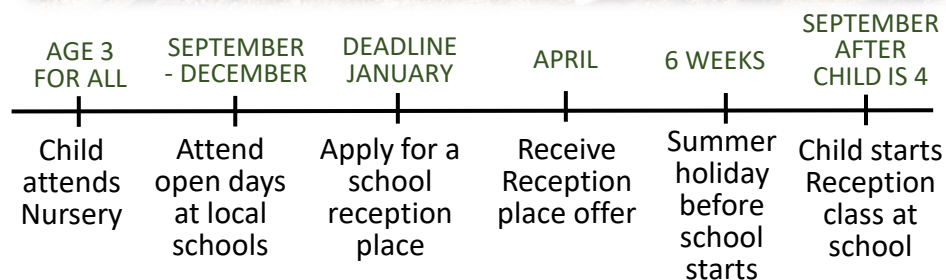 AGE 3
FOR ALL
Child
attends
Nursery
SEPTEMBER
- DECEMBER
Attend
open days
at local
schools
DEADLINE
JANUARY
Apply for a
school
reception
place
APRIL
Receive
Reception
place offer
6 WEEKS
Summer
holiday
before
school
starts
SEPTEMBER
AFTER
CHILD IS 4
Child starts
Reception
class at
school